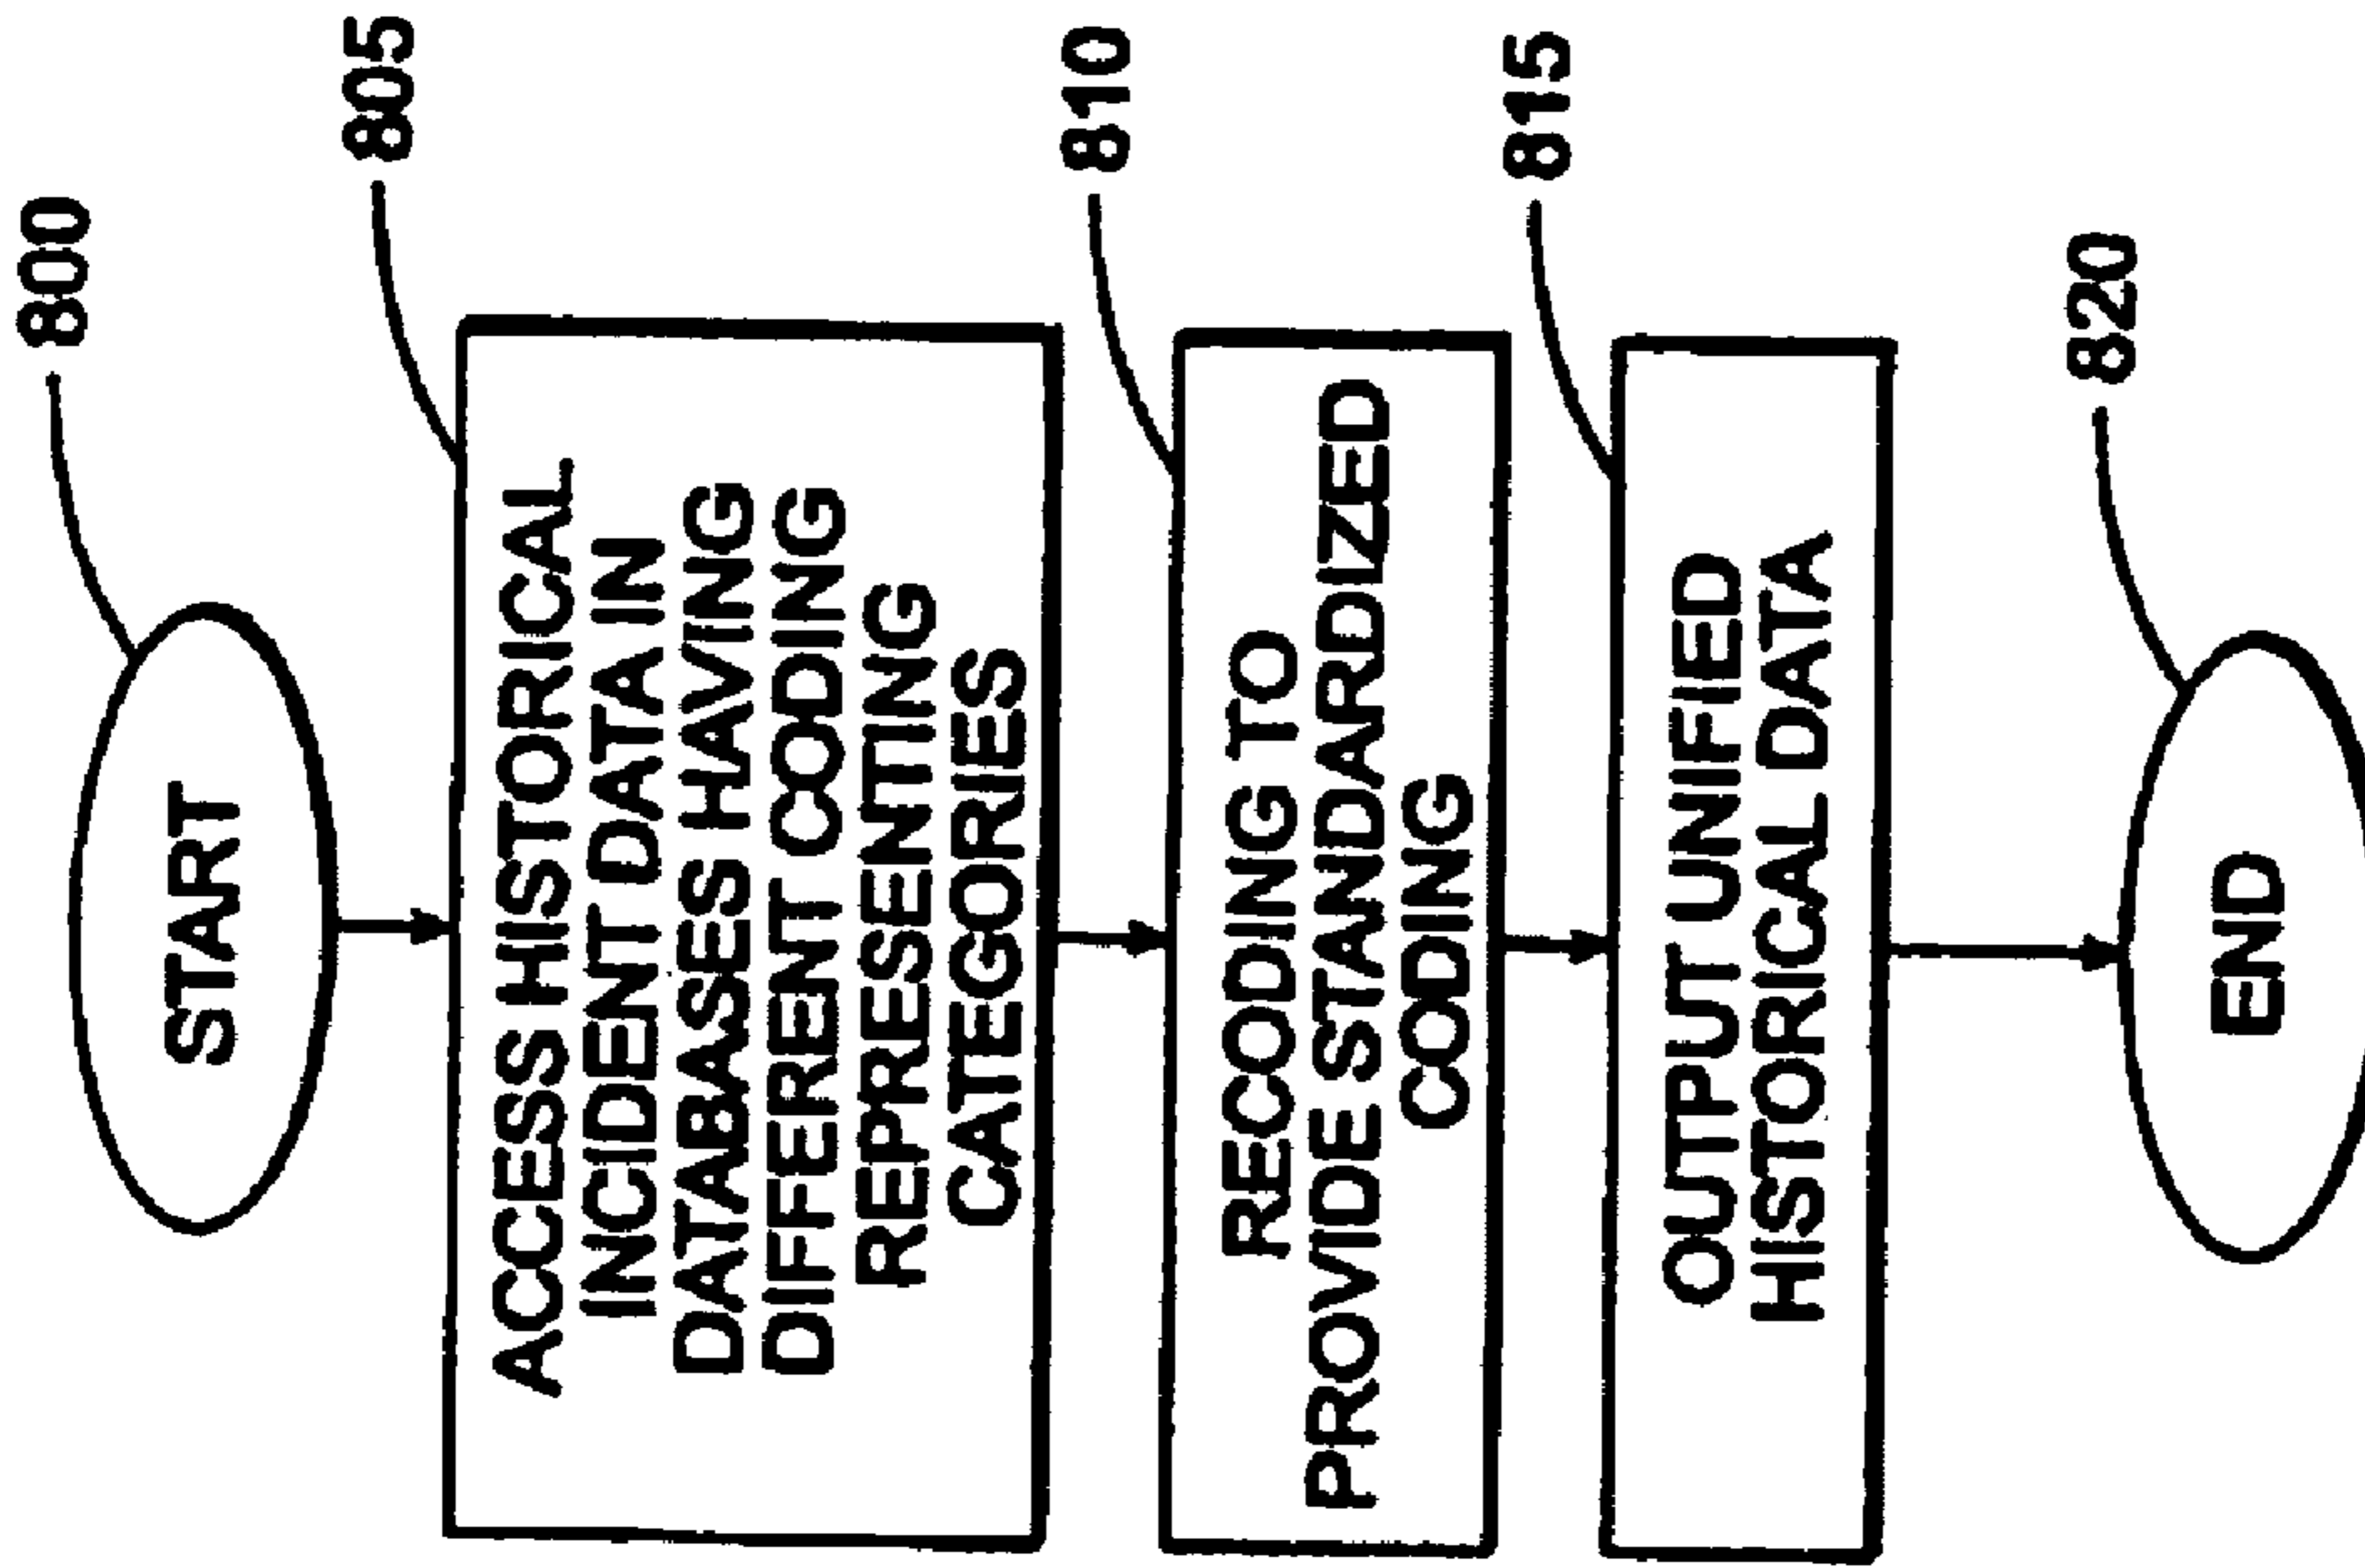 800
START
805
ACCESS HISTORICAL
INCIDENT DATA IN
DATABASES HAVING
DIFFERENT CODING
REPRESENTING
CATEGORIES
810
RECODING TO
PROVIDE STANDARDIZED
CODING
815
OUTPUT UNIFIED
HISTORICAL DATA
820
END